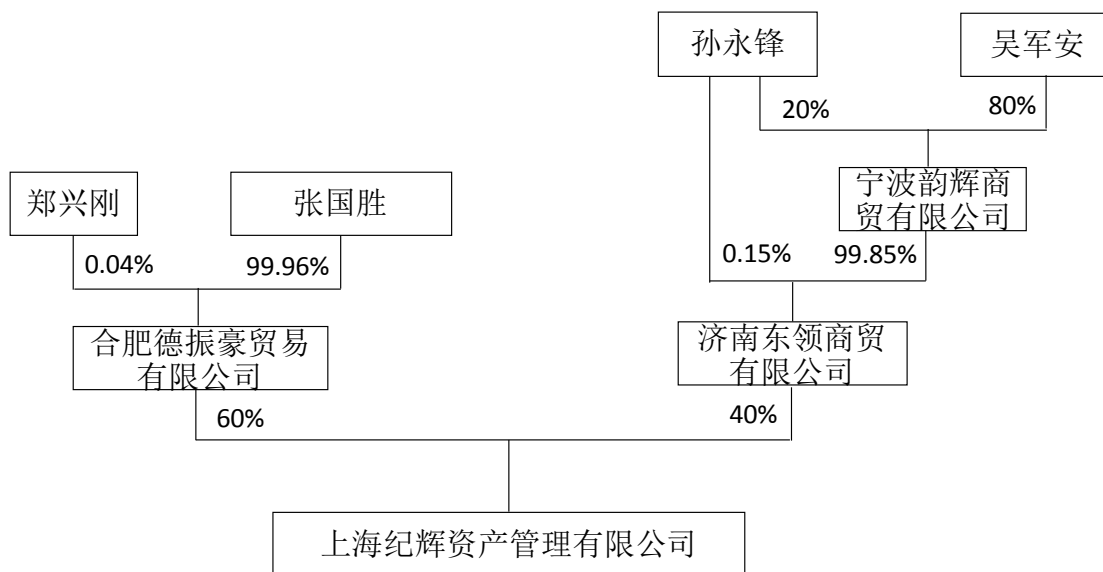 孙永锋
吴军安
20%
80%
郑兴刚
张国胜
宁波韵辉商
贸有限公司
0.04%
99.96%
0.15%
99.85%
合肥德振豪贸易
有限公司
济南东领商贸
有限公司
60%
40%
上海纪辉资产管理有限公司